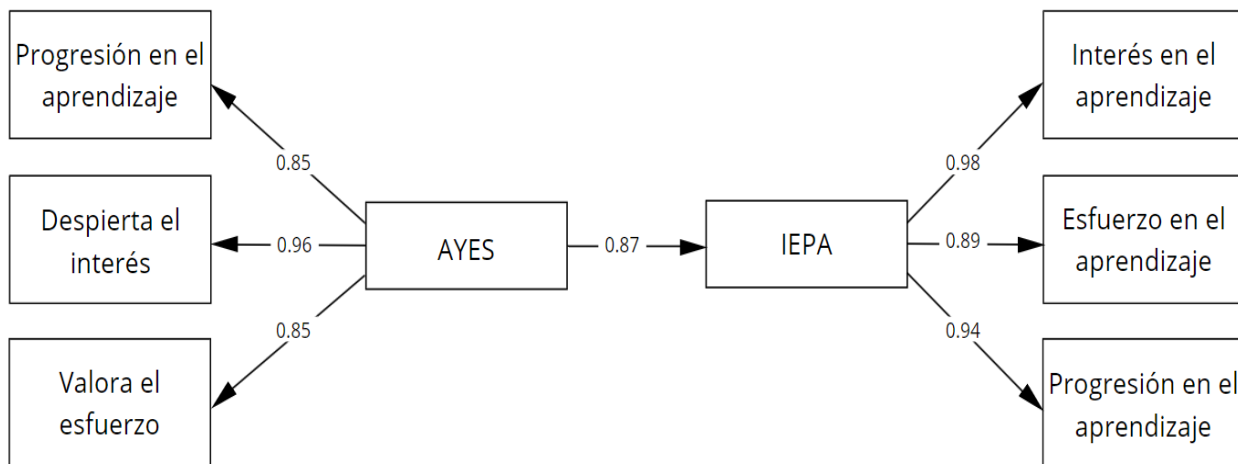 Progresión en el
aprendizaje
Despierta el
interés
Valora el
esfuerzo
0.85
0.96
0.85
AYES
0.87
IEPA
0.98
0.89
0.94
Interés en el
aprendizaje
Esfuerzo en el
aprendizaje
Progresión en el
aprendizaje